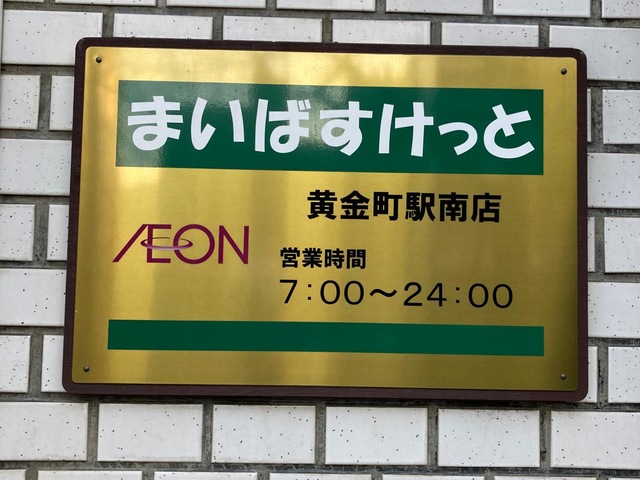 まいばすけっと
黄金町駅南店
ÆON
営業時間
7:00～24:00